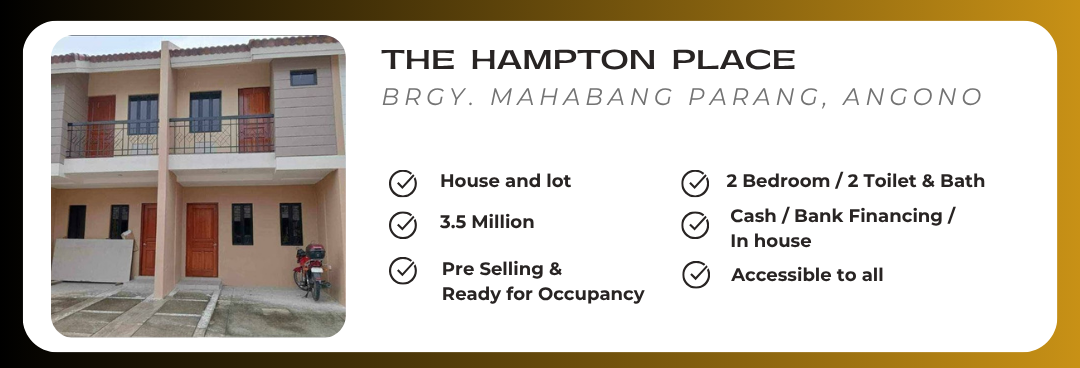 THE HAMPTON PLACE
BRGY. MAHABANG PARANG, ANGONO
House and lot
3.5 Million
Pre Selling &
Ready for Occupancy
2 Bedroom / 2 Toilet & Bath
Cash / Bank Financing /
In house
Accessible to all